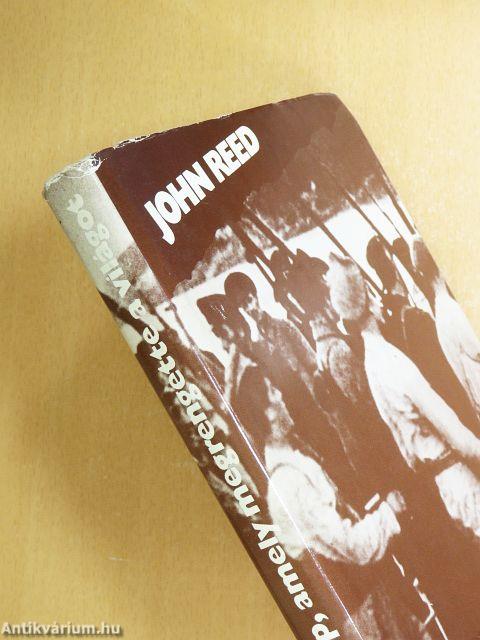 JOHN REED
p, amely megrengette a világot
Antikvárium.hu